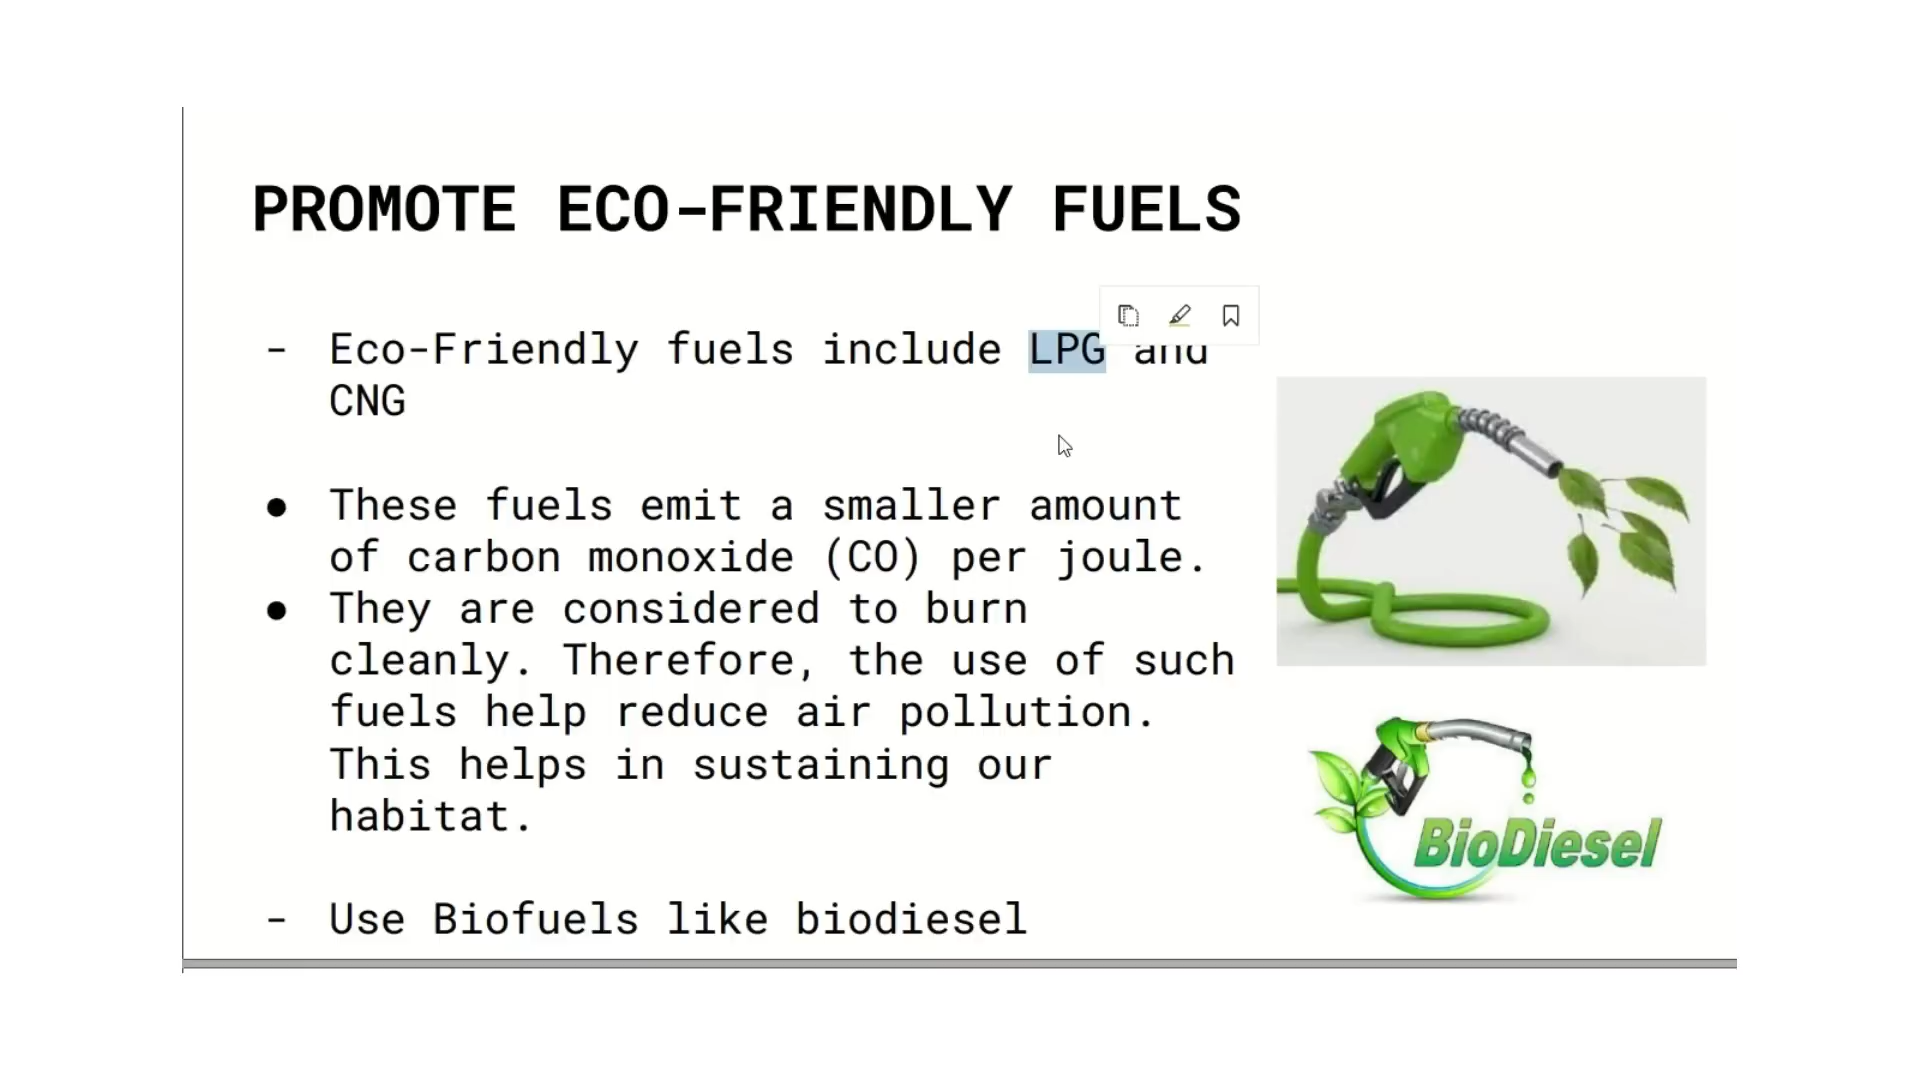 PROMOTE ECO-FRIENDLY FUELS
- Eco-Friendly fuels include LPG and
CNG
● These fuels emit a smaller amount
of carbon monoxide (CO) per joule.
● They are considered to burn
cleanly. Therefore, the use of such
fuels help reduce air pollution.
This helps in sustaining our
habitat.
BioDiesel
- Use Biofuels like biodiesel